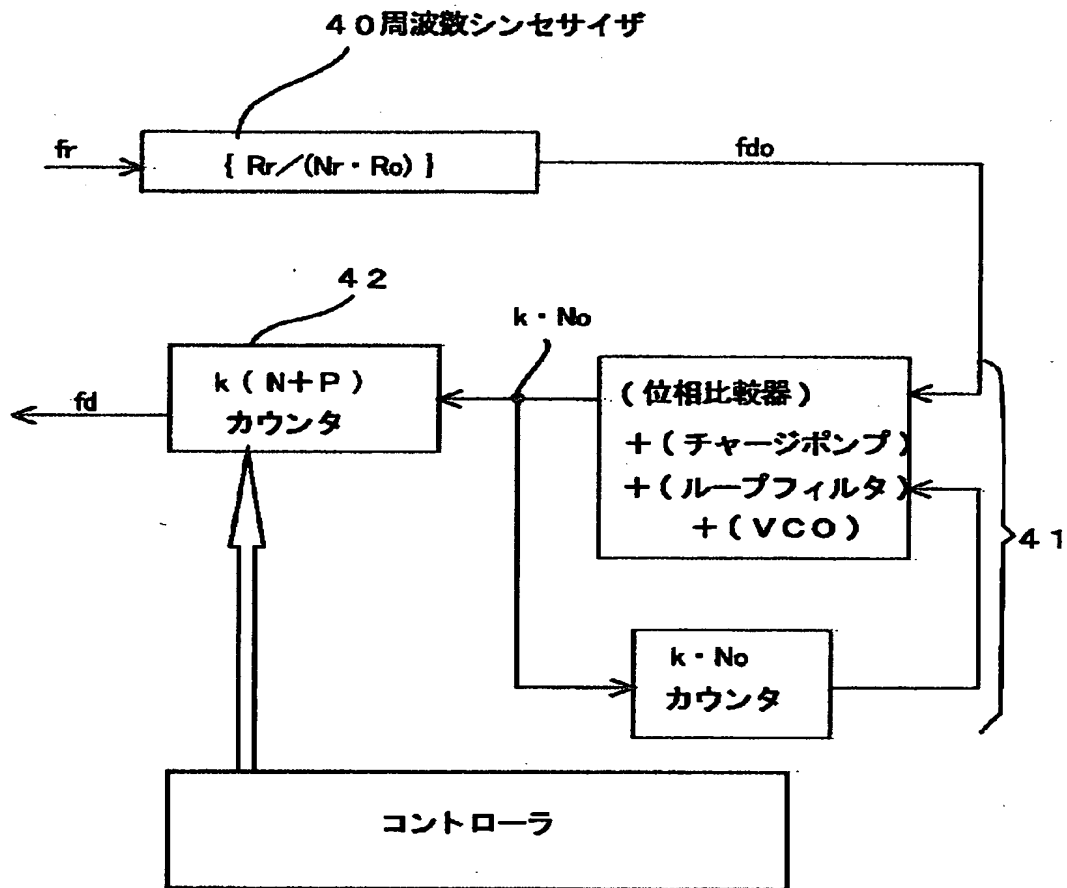 40周波数シンセサイザ
fr
{ Rr/(Nr・Ro) }
fdo
42
k・No
k(N+P)
カウンタ
fd
(位相比較器)
+(チャージポンプ)
+(ループフィルタ)
+(VCO)
41
k・No
カウンタ
コントローラ